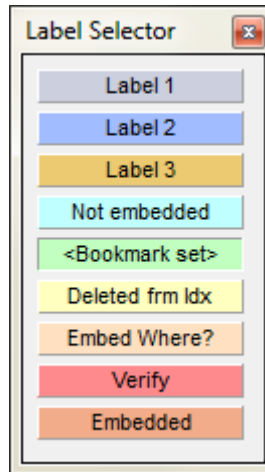 Label Selector
Label 1
Label 2
Label 3
Not embedded
<Bookmark set>
Deleted frm Idx
Embed Where?
Verify
Embedded